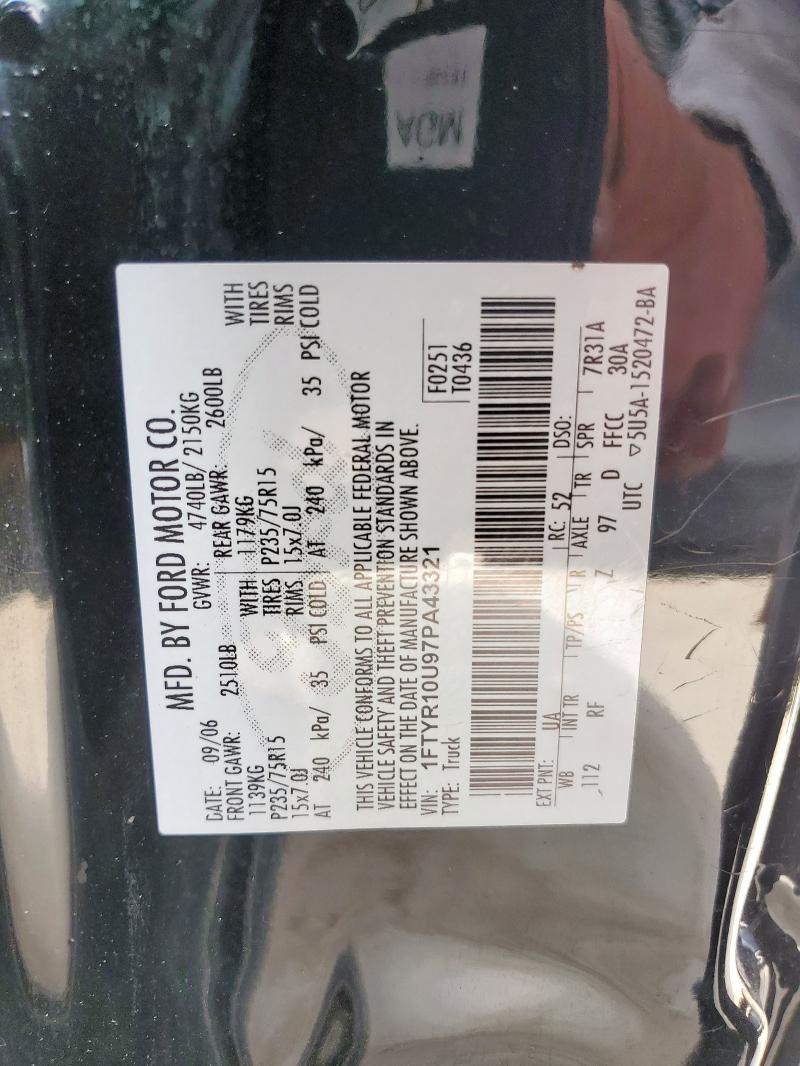 MFD. BY FORD MOTOR CO.
DATE: 09/06 GVWR: 4740LB/ 2150KG
FRONT GAWR: 2510LB REAR GAWR: 2600LB
1139KG WITH 1179KG WITH
P235/75R15 TIRES P235/75R15 TIRES
15x7.0J RIMS 15x7.0J RIMS
AT 240 kPa/ 35 PSI COLD AT 240 kPa/ 35 PSI COLD
THIS VEHICLE CONFORMS TO ALL APPLICABLE FEDERAL MOTOR
VEHICLE SAFETY AND THEFT PREVENTION STANDARDS IN
EFFECT ON THE DATE OF MANUFACTURE SHOWN ABOVE.
VIN: 1FTYR10U97PA43321 F0251
TYPE: Truck T0436
EXT PNT: UA RC: 52 DSO:
WB INT TR TP/PS R AXLE TR SPR 7R31A
112 RF Z 97 D FFCC 30A
UTC ▽5U5A-1520472-BA
MQA